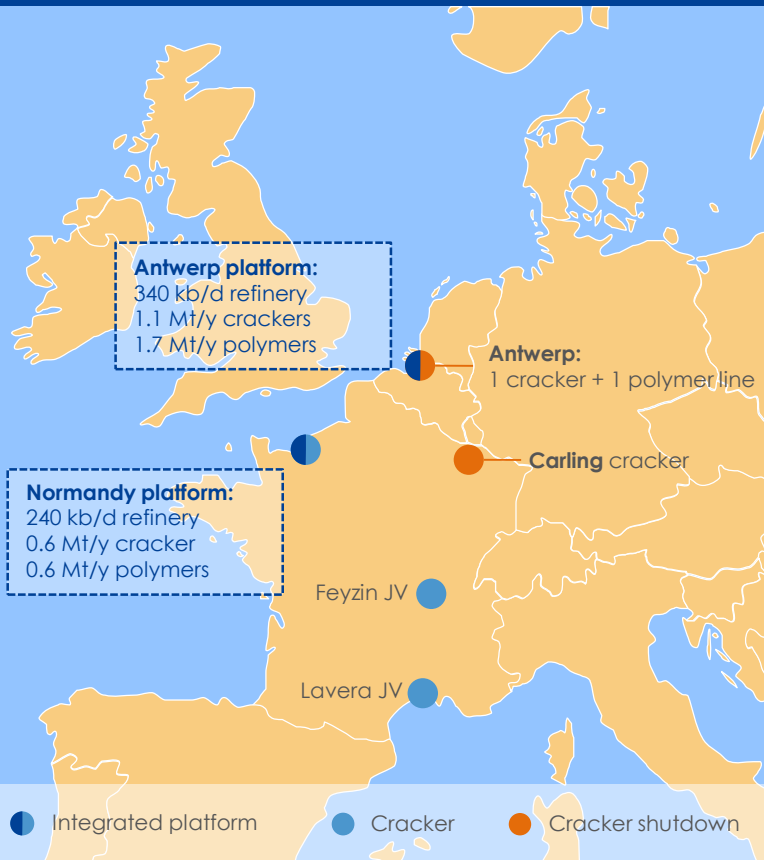 Antwerp platform:
340 kb/d refinery
1.1 Mt/y crackers
1.7 Mt/y polymers
Antwerp:
1 cracker + 1 polymer line
Carling cracker
Normandy platform:
240 kb/d refinery
0.6 Mt/y cracker
0.6 Mt/y polymers
Feyzin JV
Lavera JV
Integrated platform
Cracker
Cracker shutdown